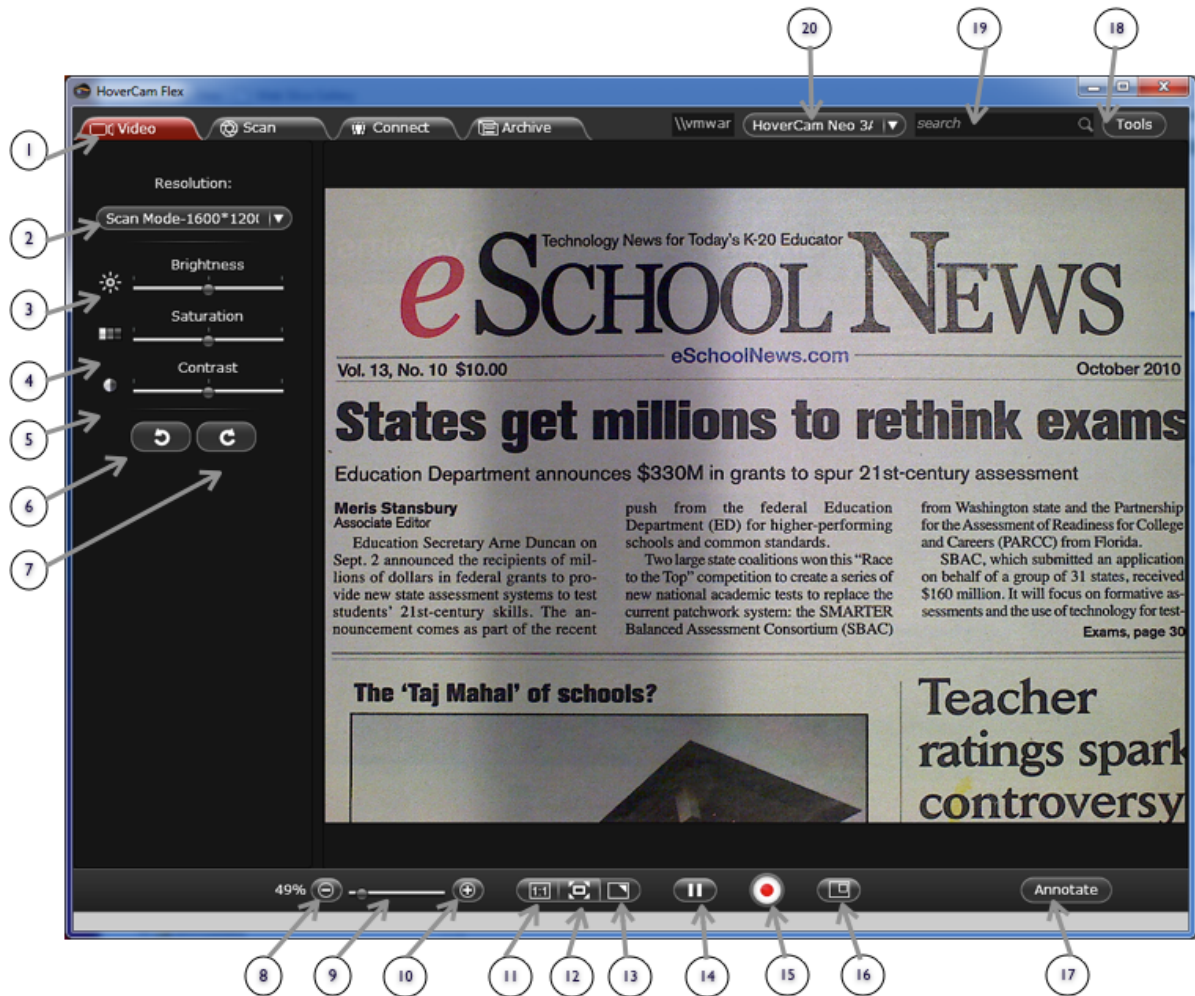 20
19
18
HoverCam Flex
Video
Scan
Connect
Archive
\\vmwar
HoverCam Neo 3/
search
Tools
1
Resolution:
Scan Mode-1600*120(
2
Brightness
3
Saturation
4
Contrast
5
6
7
Technology News for Today's K-20 Educator
eSCHOOL NEWS
eSchoolNews.com
Vol. 13, No. 10 $10.00
October 2010
States get millions to rethink exams
Education Department announces $330M in grants to spur 21st-century assessment
Meris Stansbury
Associate Editor
Education Secretary Arne Duncan on
Sept. 2 announced the recipients of mil-
lions of dollars in federal grants to pro-
vide new state assessment systems to test
students' 21st-century skills. The an-
nouncement comes as part of the recent
push from the federal Education
Department (ED) for higher-performing
schools and common standards.
Two large state coalitions won this "Race
to the Top" competition to create a series of
new national academic tests to replace the
current patchwork system: the SMARTER
Balanced Assessment Consortium (SBAC)
from Washington state and the Partnership
for the Assessment of Readiness for College
and Careers (PARCC) from Florida.
SBAC, which submitted an application
on behalf of a group of 31 states, received
$160 million. It will focus on formative as-
sessments and the use of technology for test-
Exams, page 30
The 'Taj Mahal' of schools?
Teacher
ratings spark
controversy
49%
1:1
Annotate
8
9
10
11
12
13
14
15
16
17